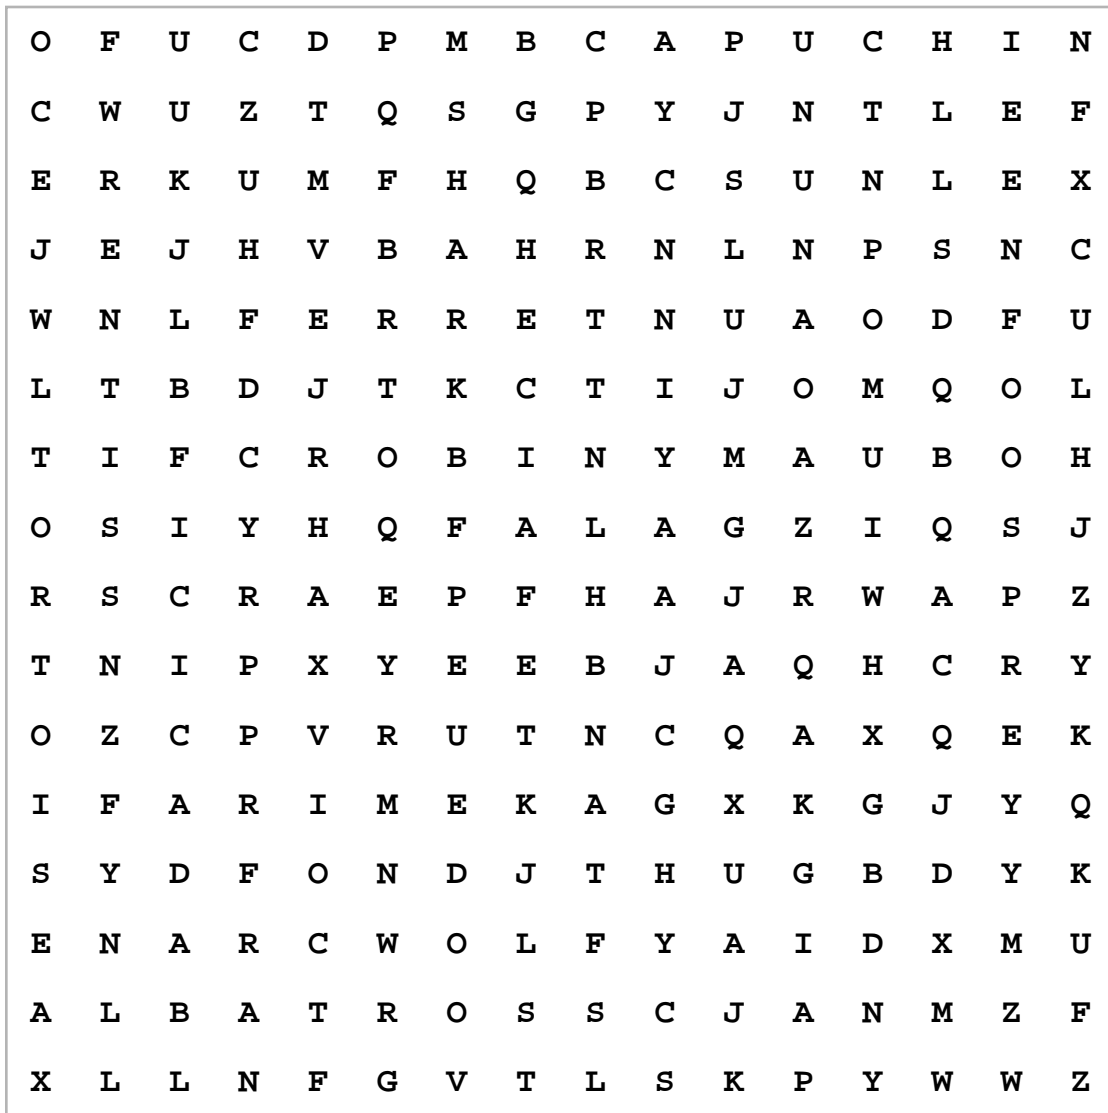 O F U C D P M B C A P U C H I N
C W U Z T Q S G P Y J N T L E F
E R K U M F H Q B C S U N L E X
J E J H V B A H R N L N P S N C
W N L F E R R E T N U A O D F U
L T B D J T K C T I J O M Q O L
T I F C R O B I N Y M A U B O H
O S I Y H Q F A L A G Z I Q S J
R S C R A E P F H A J R W A P Z
T N I P X Y E E B J A Q H C R Y
O Z C P V R U T N C Q A X Q E K
I F A R I M E K A G X K G J Y Q
S Y D F O N D J T H U G B D Y K
E N A R C W O L F Y A I D X M U
A L B A T R O S S C J A N M Z F
X L L N F G V T L S K P Y W W Z